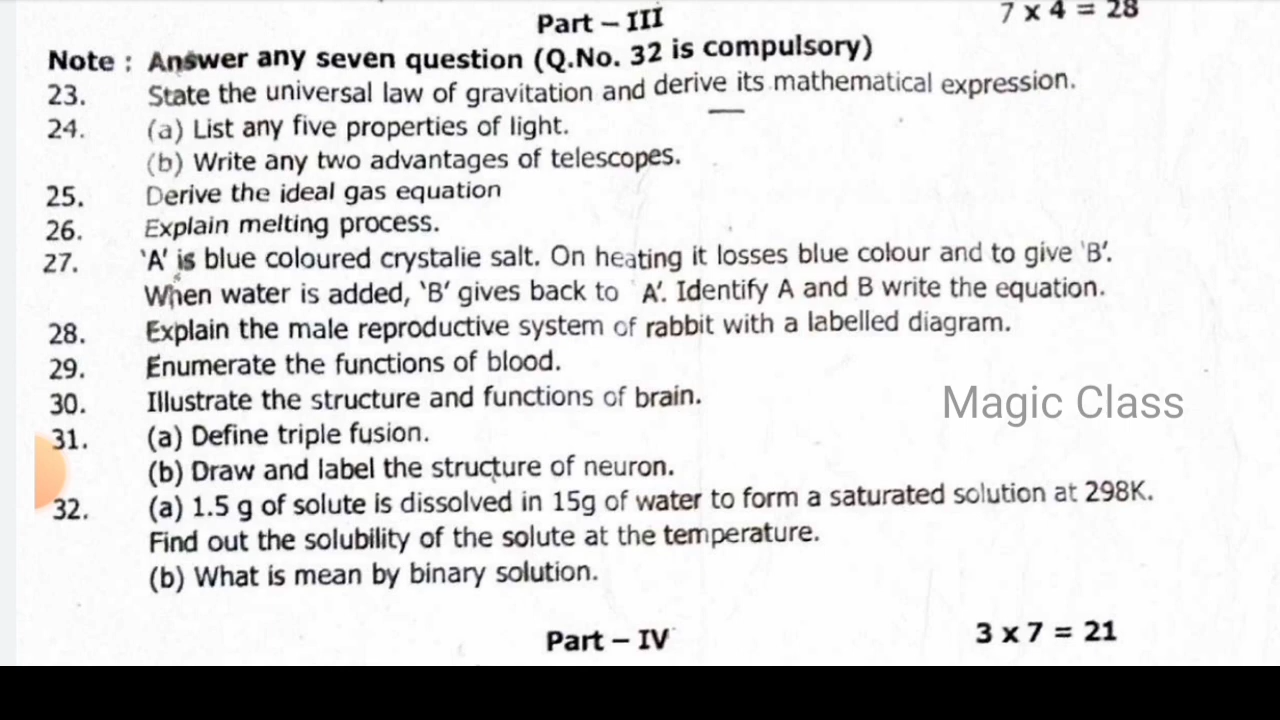 Part – III
7 x 4 = 28
Note : Answer any seven question (Q.No. 32 is compulsory)
23. State the universal law of gravitation and derive its mathematical expression.
24. (a) List any five properties of light.
(b) Write any two advantages of telescopes.
25. Derive the ideal gas equation
26. Explain melting process.
27. 'A' is blue coloured crystalie salt. On heating it losses blue colour and to give 'B'.
When water is added, 'B' gives back to 'A'. Identify A and B write the equation.
28. Explain the male reproductive system of rabbit with a labelled diagram.
29. Enumerate the functions of blood.
30. Illustrate the structure and functions of brain.
Magic Class
31. (a) Define triple fusion.
(b) Draw and label the structure of neuron.
32. (a) 1.5 g of solute is dissolved in 15g of water to form a saturated solution at 298K.
Find out the solubility of the solute at the temperature.
(b) What is mean by binary solution.
Part – IV
3 x 7 = 21